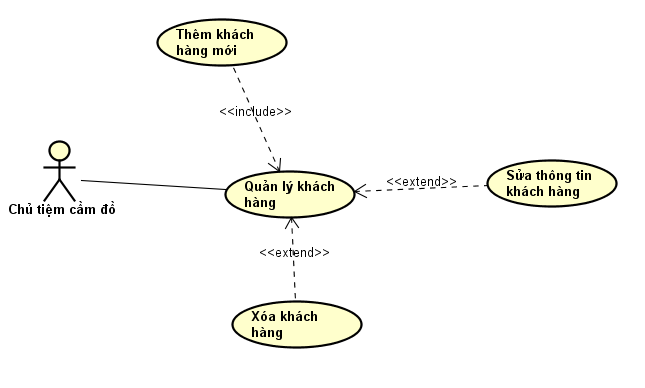 Thêm khách
hàng mới
<<include>>
Chủ tiệm cầm đồ
Quản lý khách
hàng
<<extend>>
Sửa thông tin
khách hàng
<<extend>>
Xóa khách
hàng